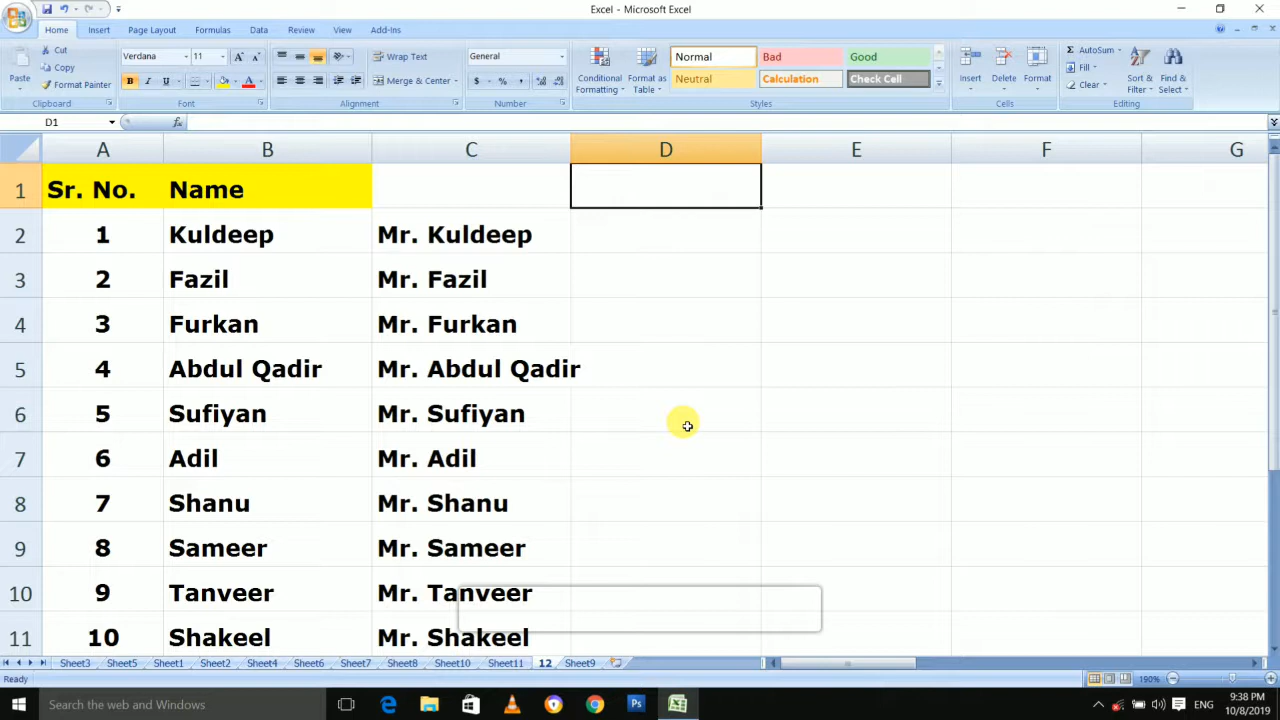 Excel - Microsoft Excel
Home Insert Page Layout Formulas Data Review View Add-Ins
Cut
Copy
Format Painter
Paste
Clipboard
Verdana 11
B I U
Font
Wrap Text
Merge & Center
Alignment
General
$ % ,
Number
Conditional Formatting
Format as Table
Normal Bad Good
Neutral Calculation Check Cell
Styles
Insert Delete Format
Cells
AutoSum
Fill
Clear
Sort & Filter
Find & Select
Editing
D1 fx
A B C D E F G
1 Sr. No. Name
2 1 Kuldeep Mr. Kuldeep
3 2 Fazil Mr. Fazil
4 3 Furkan Mr. Furkan
5 4 Abdul Qadir Mr. Abdul Qadir
6 5 Sufiyan Mr. Sufiyan
7 6 Adil Mr. Adil
8 7 Shanu Mr. Shanu
9 8 Sameer Mr. Sameer
10 9 Tanveer Mr. Tanveer
11 10 Shakeel Mr. Shakeel
Sheet3 Sheet5 Sheet1 Sheet2 Sheet4 Sheet6 Sheet7 Sheet8 Sheet10 Sheet11 12 Sheet9
Ready 190%
Search the web and Windows
Ps
ENG
9:38 PM
10/8/2019